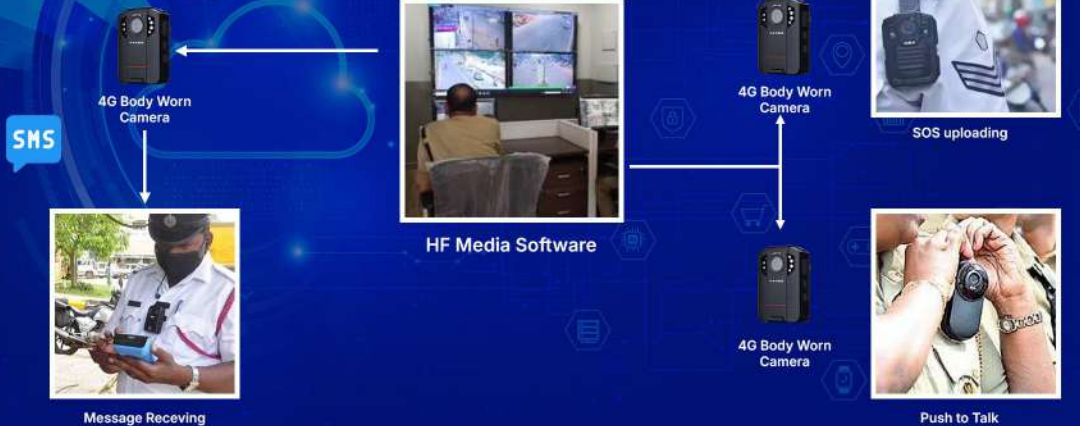 4G Body Worn
Camera
SMS
Message Receving
HF Media Software
4G Body Worn
Camera
SOS uploading
4G Body Worn
Camera
Push to Talk